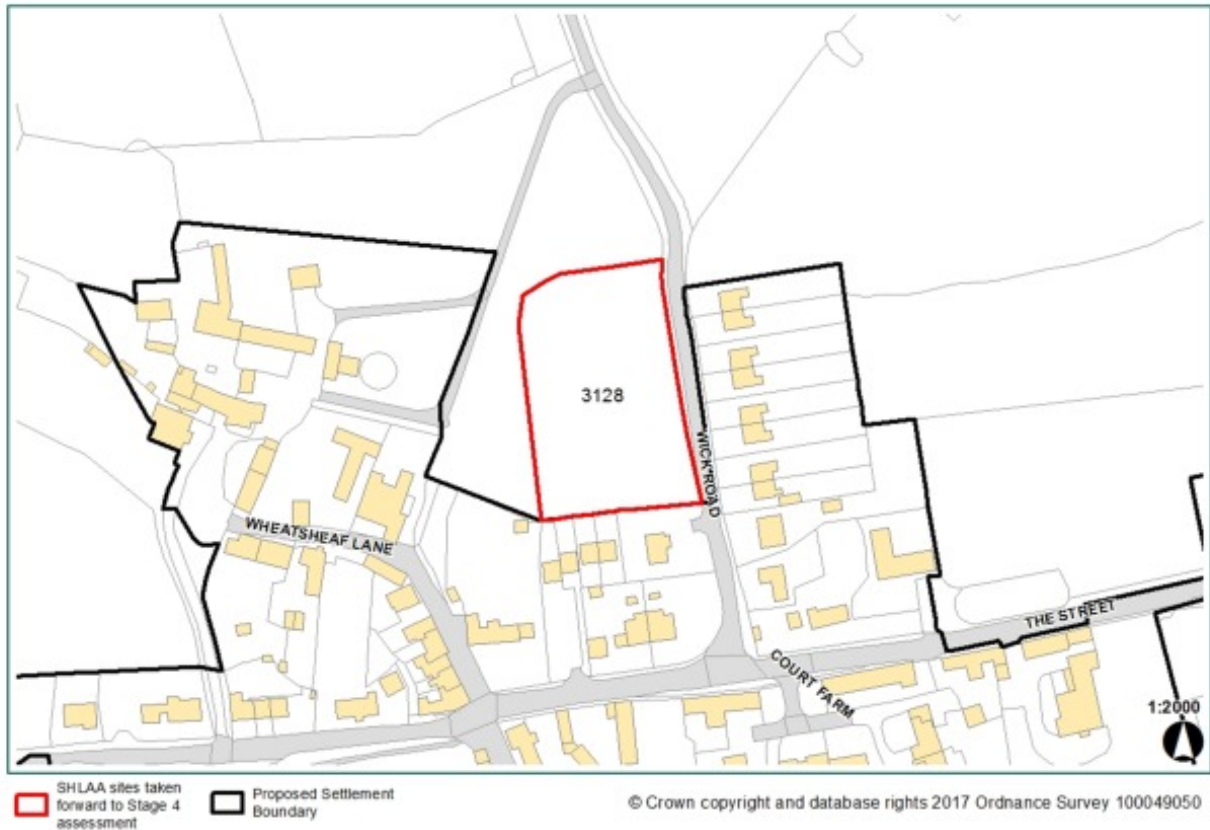 3128
WICK ROAD
WHEATSHEAF LANE
THE STREET
COURT FARM
1:2000
SHLAA sites taken
forward to Stage 4
assessment
Proposed Settlement
Boundary
© Crown copyright and database rights 2017 Ordnance Survey 100049050